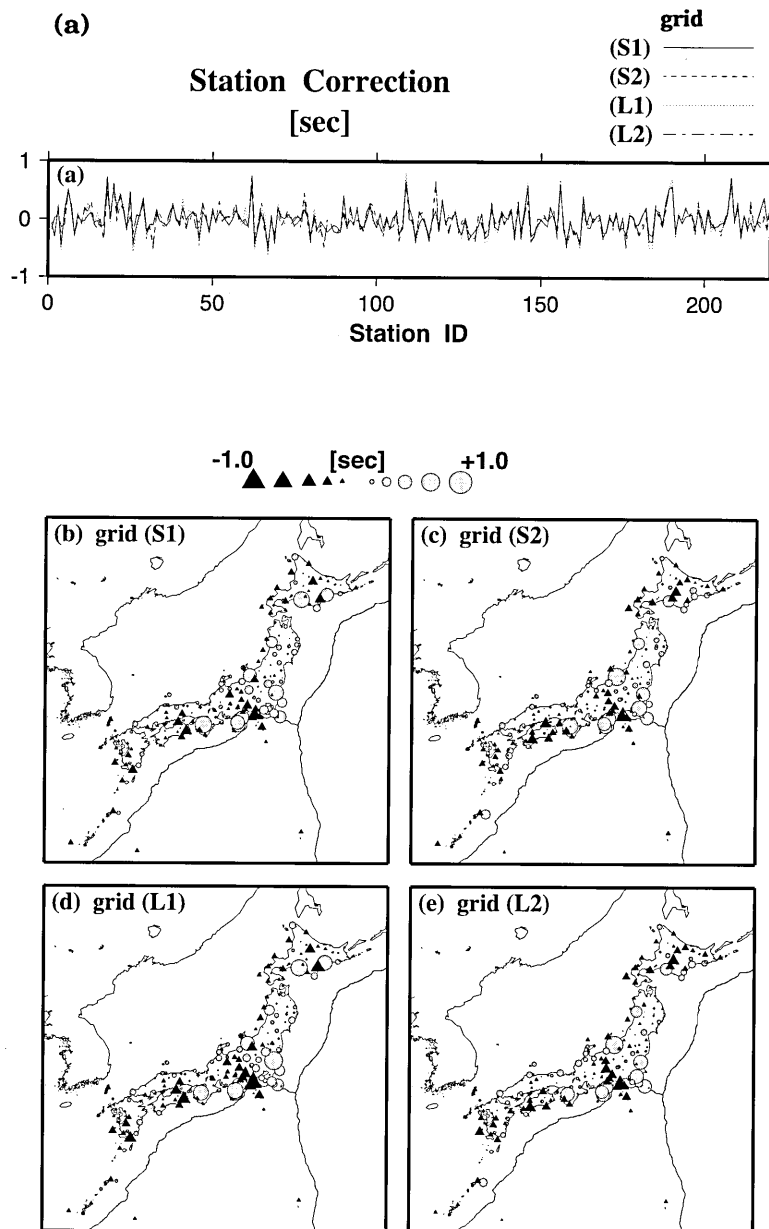 (a)
grid
(S1)
(S2)
(L1)
(L2)
Station Correction
[sec]
1
0
-1
(a)
0
50
100
150
200
Station ID
-1.0 [sec] +1.0
(b) grid (S1)
(c) grid (S2)
(d) grid (L1)
(e) grid (L2)